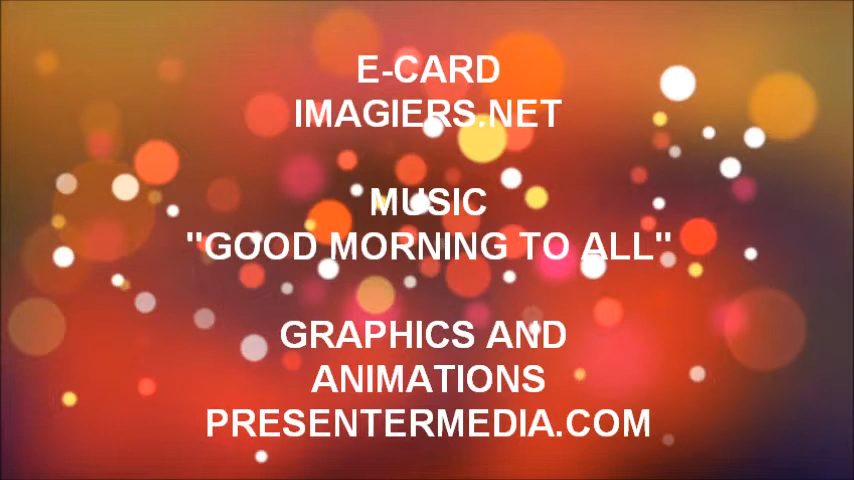 E-CARD
IMAGIERS.NET
MUSIC
"GOOD MORNING TO ALL"
GRAPHICS AND
ANIMATIONS
PRESENTERMEDIA.COM